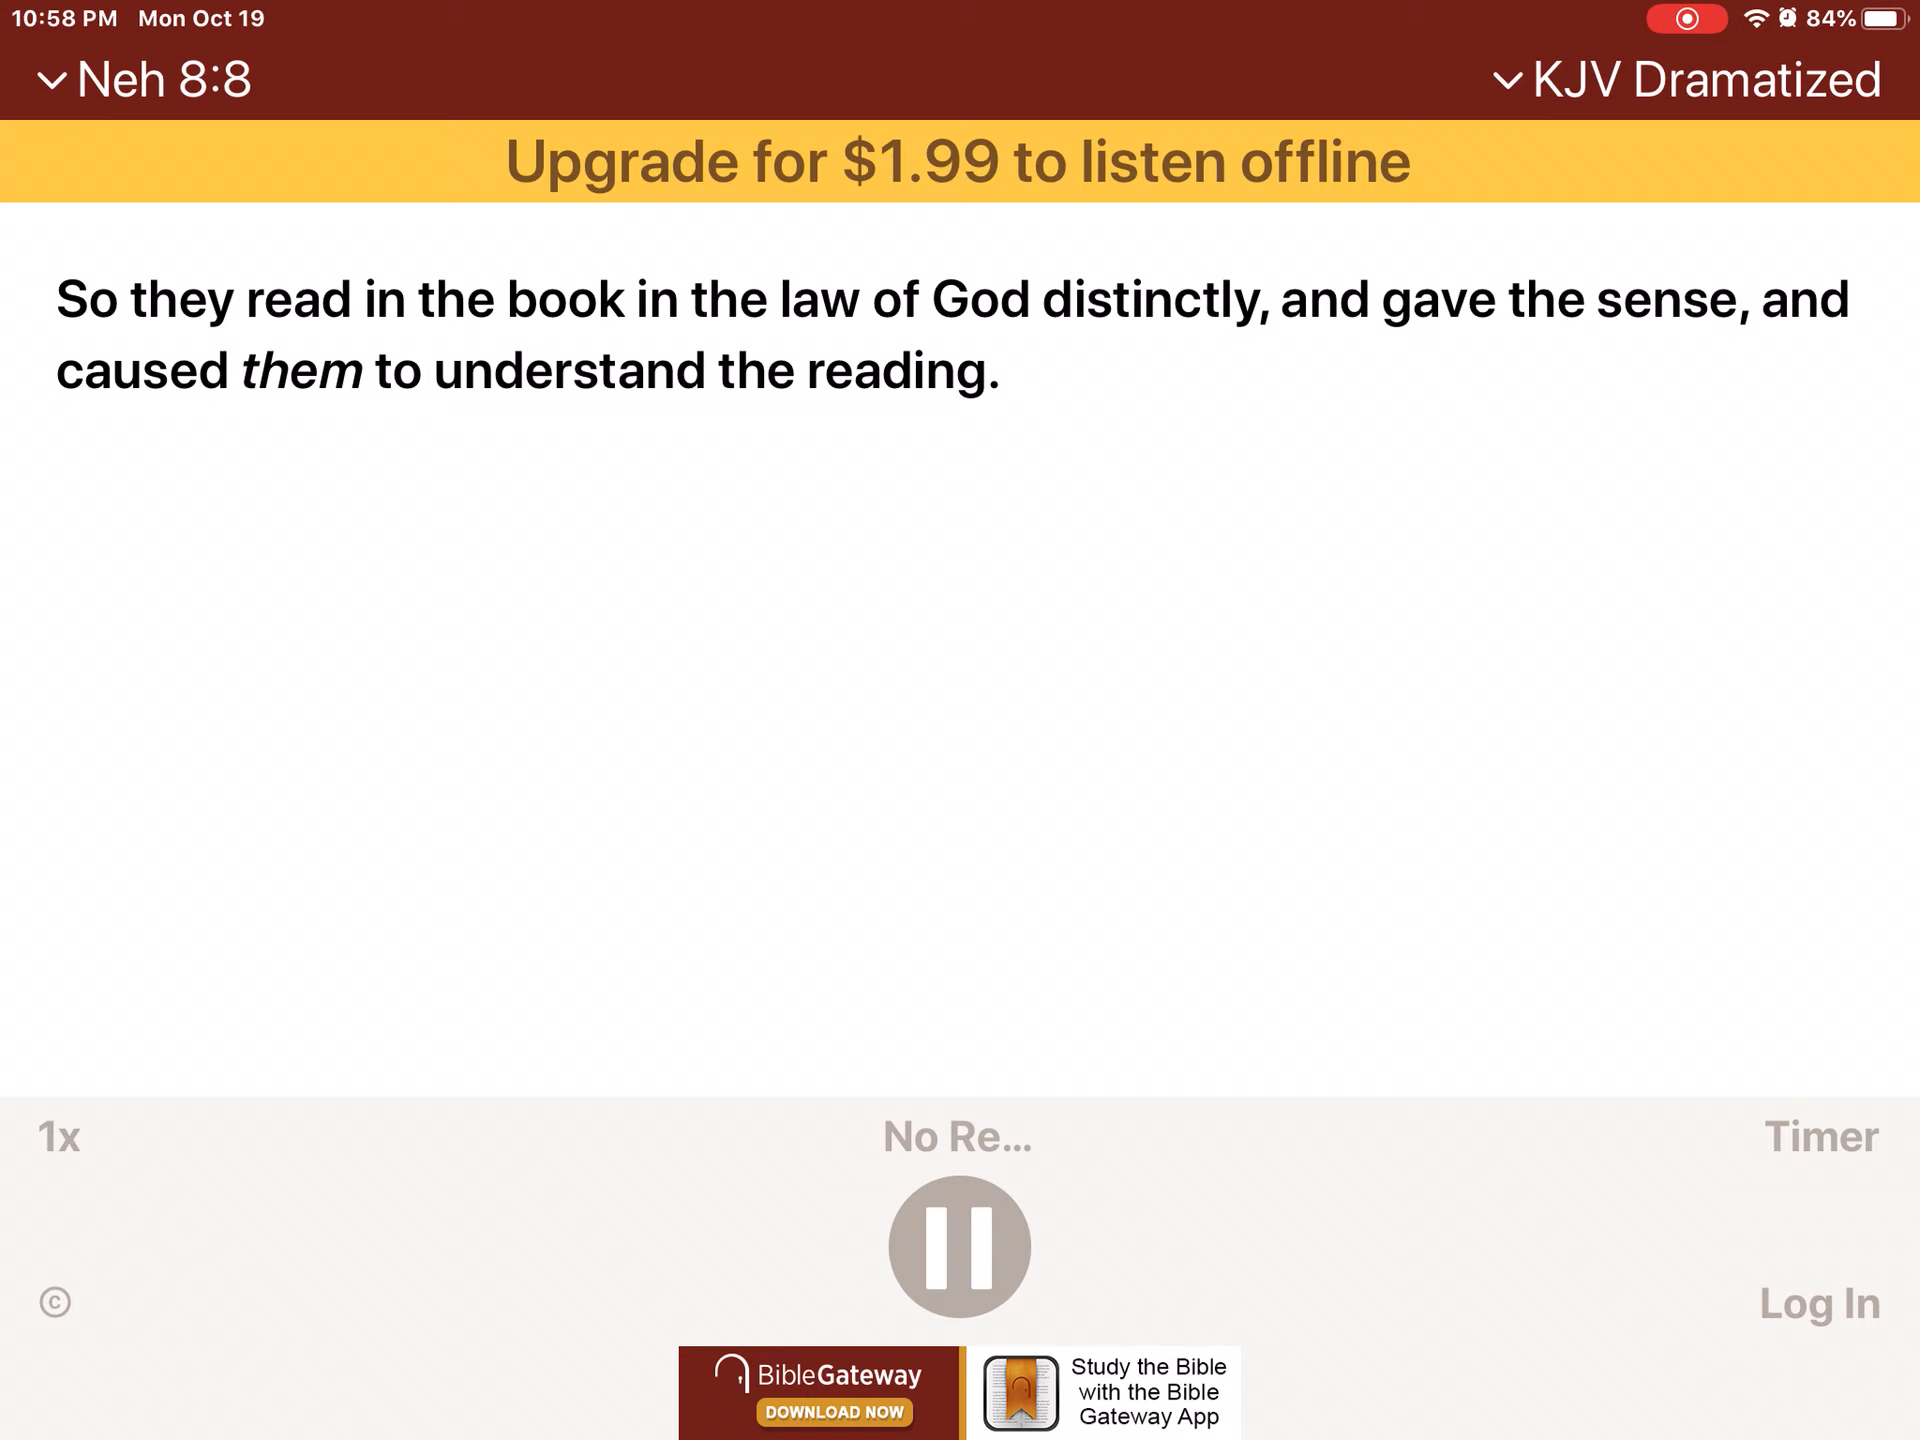 10:58 PM Mon Oct 19
84%
Neh 8:8
KJV Dramatized
Upgrade for $1.99 to listen offline
So they read in the book in the law of God distinctly, and gave the sense, and
caused them to understand the reading.
1x
No Re...
Timer
©
Log In
BibleGateway
DOWNLOAD NOW
Study the Bible
with the Bible
Gateway App